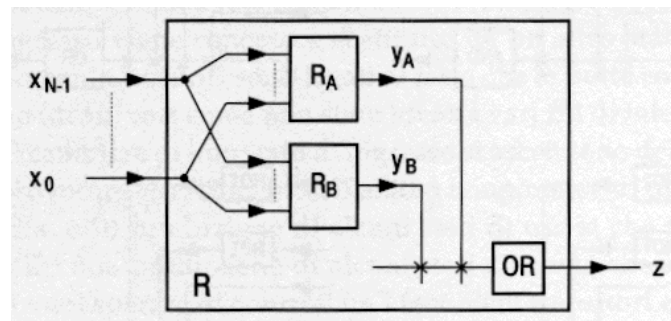 R_A
y_A
x_{N-1}
R_B
y_B
x_0
OR
z
R